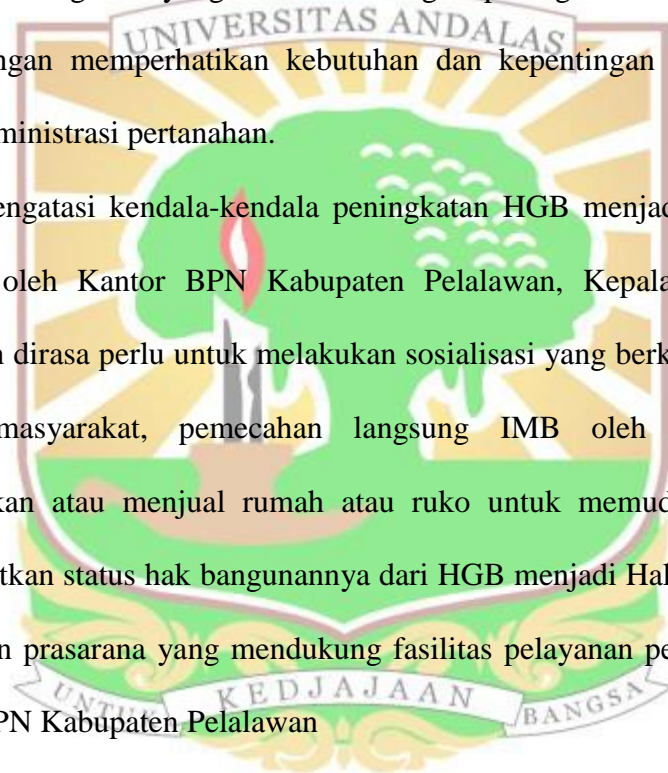 UNIVERSITAS ANDALAS
ngan memperhatikan kebutuhan dan kepentingan
ministrasi pertanahan.
engatasi kendala-kendala peningkatan HGB menjad
oleh Kantor BPN Kabupaten Pelalawan, Kepala
n dirasa perlu untuk melakukan sosialisasi yang berk
masyarakat, pemecahan langsung IMB oleh
kan atau menjual rumah atau ruko untuk memud
tkan status hak bangunannya dari HGB menjadi Hal
n prasarana yang mendukung fasilitas pelayanan pe
PN Kabupaten Pelalawan
UNTUK KEDJAJAAN BANGSA